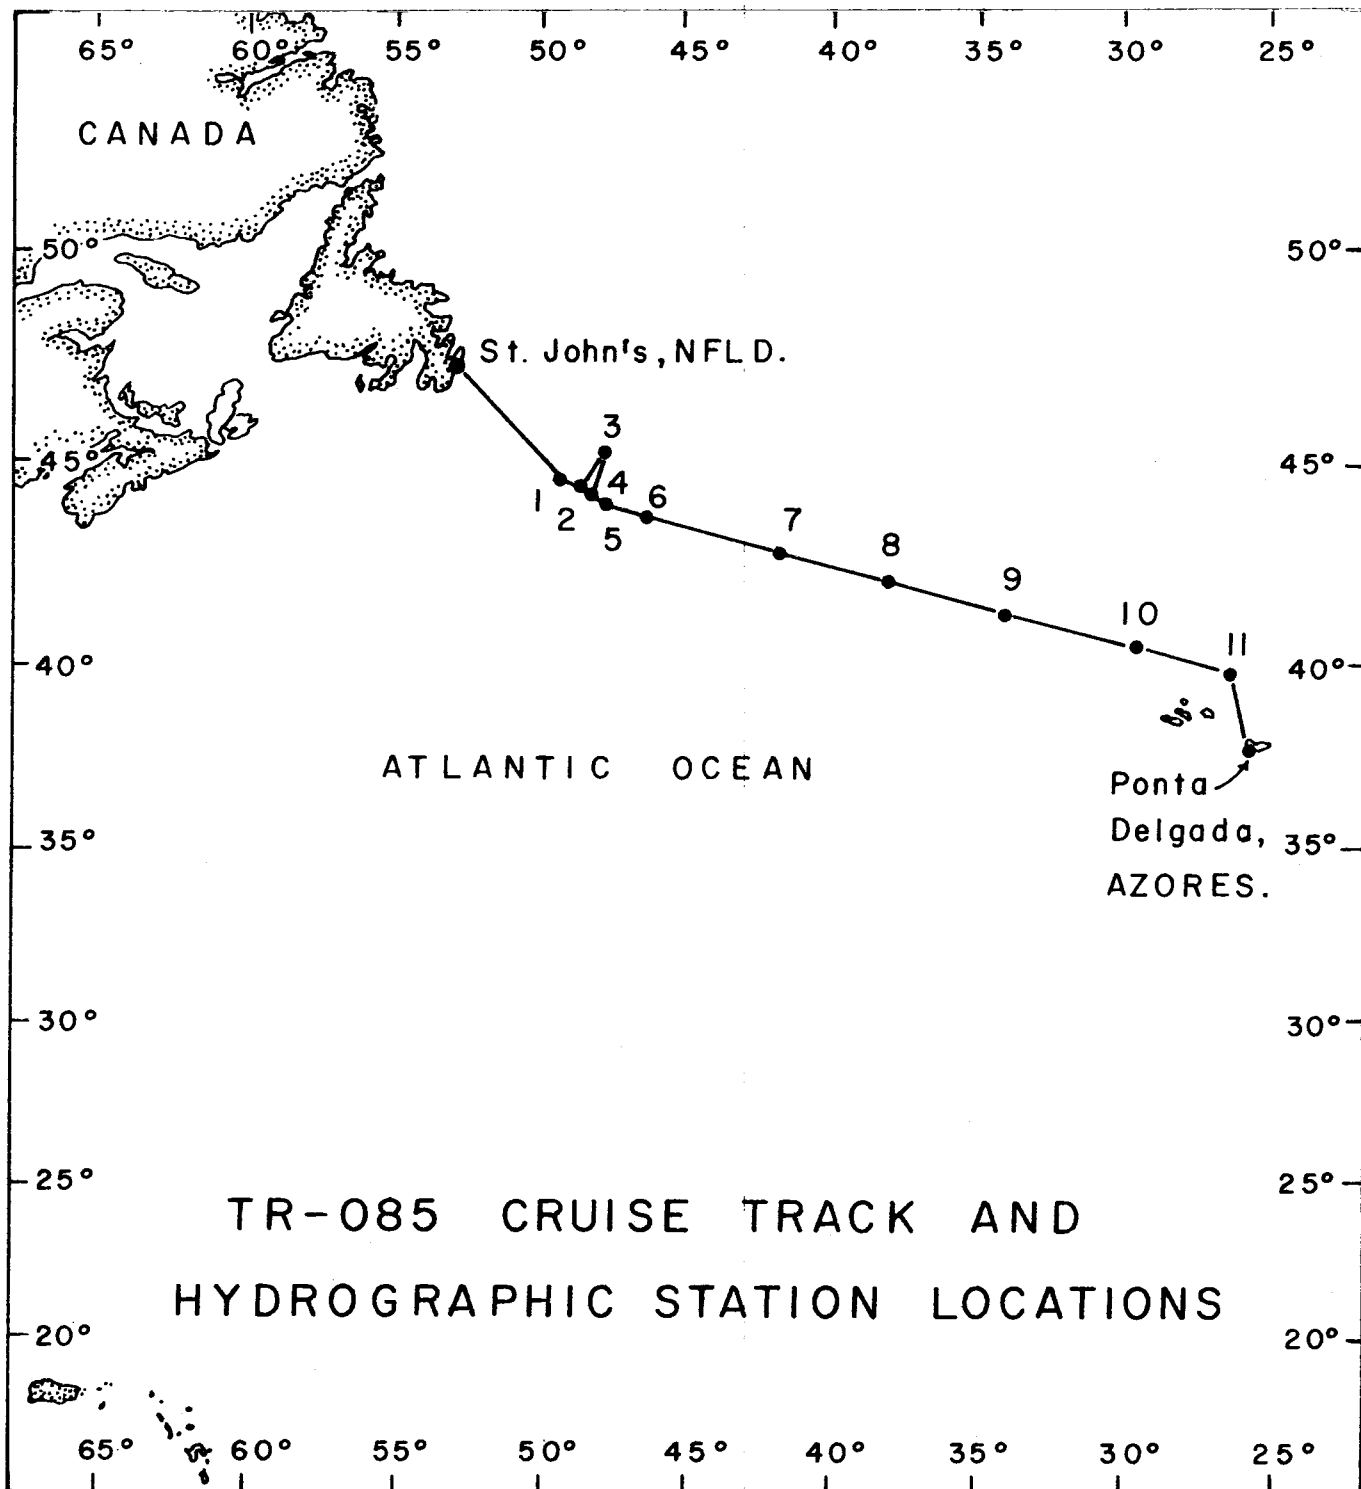 65° 60° 55° 50° 45° 40° 35° 30° 25°
CANADA
50° 50°
St. John's, NFLD.
3
45° 45°
1 2 4 5 6 7 8 9 10 11
40° 40°
ATLANTIC OCEAN
Ponta
Delgada,
35° 35°
AZORES.
30° 30°
25° 25°
TR-085 CRUISE TRACK AND
HYDROGRAPHIC STATION LOCATIONS
20° 20°
65° 60° 55° 50° 45° 40° 35° 30° 25°